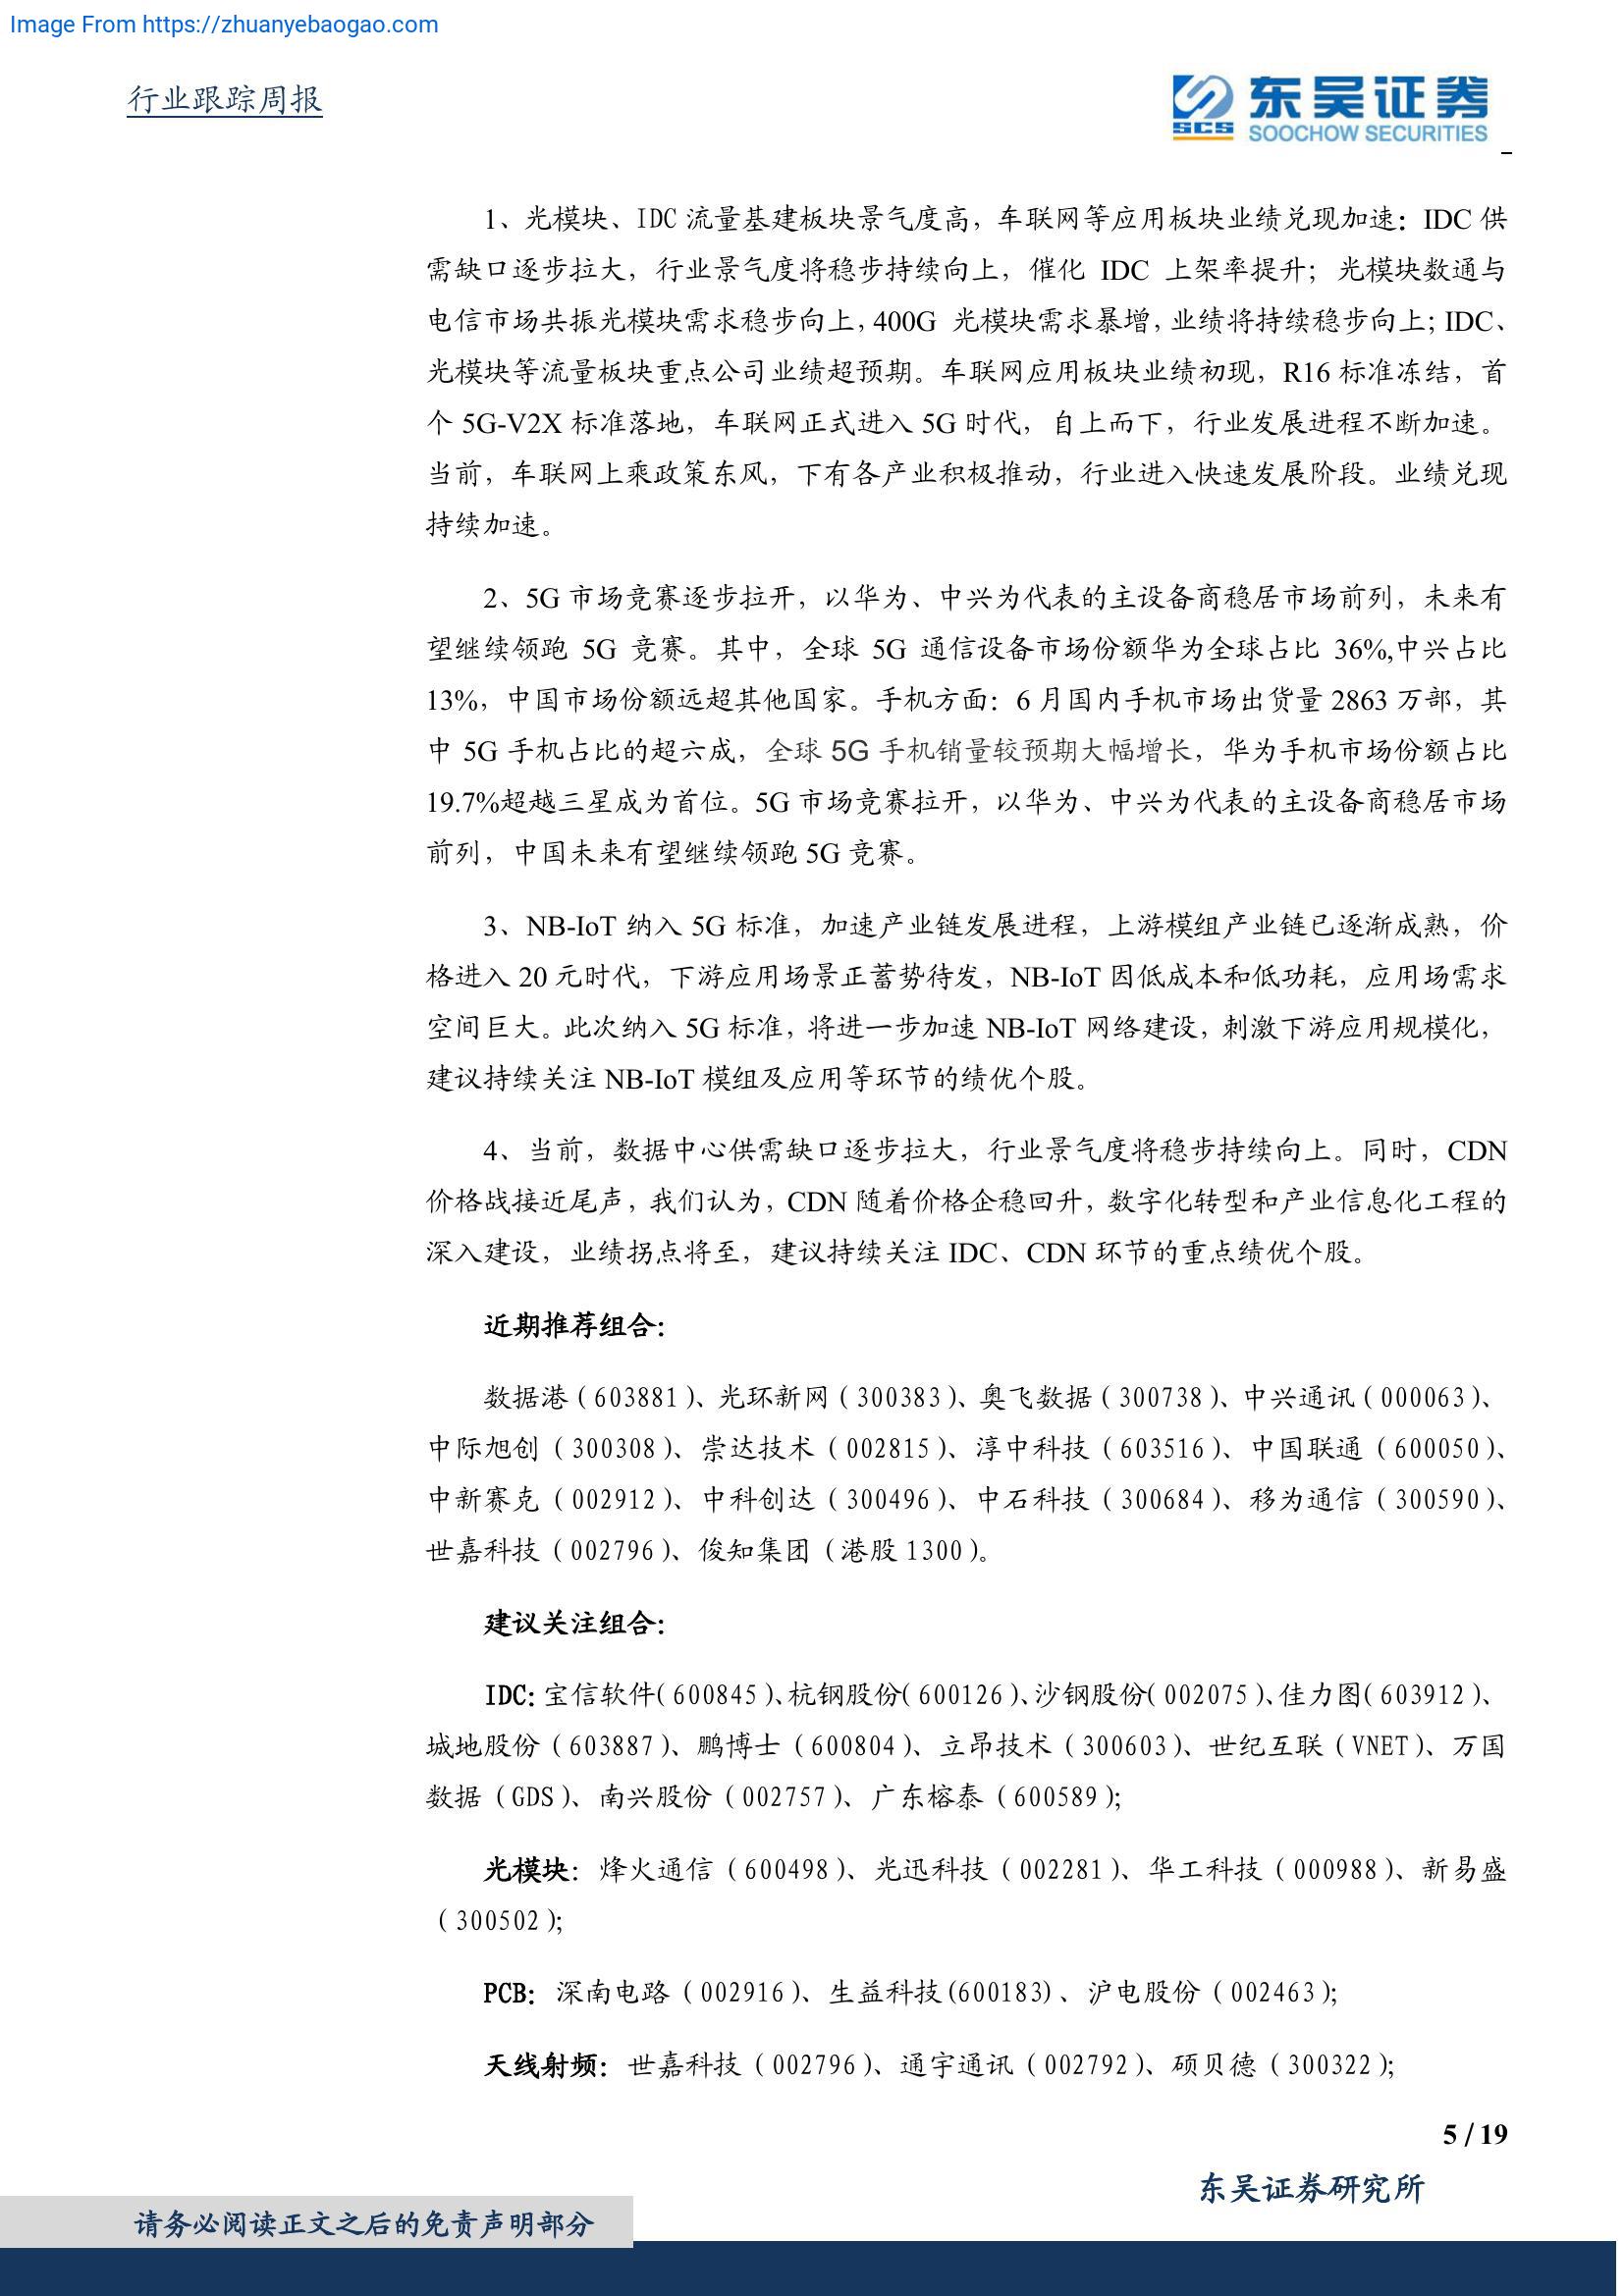 Image From https://zhuanyebaogao.com
行业跟踪周报
SCS
东吴证券
SOOCHOW SECURITIES
1、光模块、IDC 流量基建板块景气度高，车联网等应用板块业绩兑现加速：IDC 供
需缺口逐步拉大，行业景气度将稳步持续向上，催化 IDC 上架率提升；光模块数通与
电信市场共振光模块需求稳步向上，400G 光模块需求暴增，业绩将持续稳步向上；IDC、
光模块等流量板块重点公司业绩超预期。车联网应用板块业绩初现，R16 标准冻结，首
个 5G-V2X 标准落地，车联网正式进入 5G 时代，自上而下，行业发展进程不断加速。
当前，车联网上乘政策东风，下有各产业积极推动，行业进入快速发展阶段。业绩兑现
持续加速。
2、5G 市场竞赛逐步拉开，以华为、中兴为代表的主设备商稳居市场前列，未来有
望继续领跑 5G 竞赛。其中，全球 5G 通信设备市场份额华为全球占比 36%,中兴占比
13%，中国市场份额远超其他国家。手机方面：6 月国内手机市场出货量 2863 万部，其
中 5G 手机占比的超六成，全球 5G 手机销量较预期大幅增长，华为手机市场份额占比
19.7%超越三星成为首位。5G 市场竞赛拉开，以华为、中兴为代表的主设备商稳居市场
前列，中国未来有望继续领跑 5G 竞赛。
3、NB-IoT 纳入 5G 标准，加速产业链发展进程，上游模组产业链已逐渐成熟，价
格进入 20 元时代，下游应用场景正蓄势待发，NB-IoT 因低成本和低功耗，应用场需求
空间巨大。此次纳入 5G 标准，将进一步加速 NB-IoT 网络建设，刺激下游应用规模化，
建议持续关注 NB-IoT 模组及应用等环节的绩优个股。
4、当前，数据中心供需缺口逐步拉大，行业景气度将稳步持续向上。同时，CDN
价格战接近尾声，我们认为，CDN 随着价格企稳回升，数字化转型和产业信息化工程的
深入建设，业绩拐点将至，建议持续关注 IDC、CDN 环节的重点绩优个股。
近期推荐组合：
数据港（603881）、光环新网（300383）、奥飞数据（300738）、中兴通讯（000063）、
中际旭创（300308）、崇达技术（002815）、淳中科技（603516）、中国联通（600050）、
中新赛克（002912）、中科创达（300496）、中石科技（300684）、移为通信（300590）、
世嘉科技（002796）、俊知集团（港股 1300）。
建议关注组合：
IDC: 宝信软件（600845）、杭钢股份（600126）、沙钢股份（002075）、佳力图（603912）、
城地股份（603887）、鹏博士（600804）、立昂技术（300603）、世纪互联（VNET）、万国
数据（GDS）、南兴股份（002757）、广东榕泰（600589）；
光模块：烽火通信（600498）、光迅科技（002281）、华工科技（000988）、新易盛
（300502）；
PCB：深南电路（002916）、生益科技(600183)、沪电股份（002463）；
天线射频：世嘉科技（002796）、通宇通讯（002792）、硕贝德（300322）；
5 / 19
东吴证券研究所
请务必阅读正文之后的免责声明部分